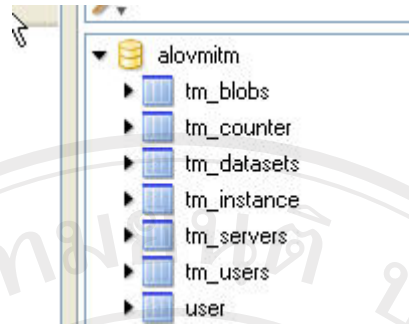 alovmitm
tm_blobs
tm_counter
tm_datasets
tm_instance
tm_servers
tm_users
user